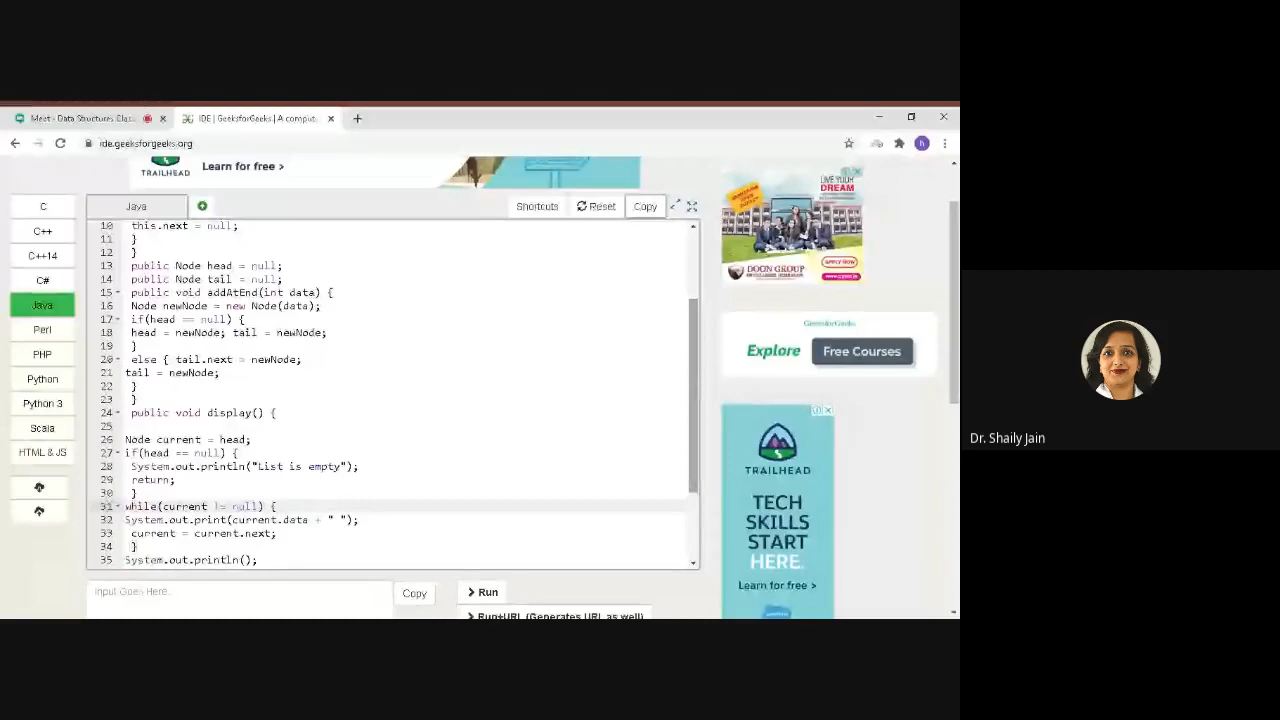 Meet - Data Structures Clas
IDE | GeeksforGeeks | A comput
ide.geeksforgeeks.org
h
TRAILHEAD
Learn for free >
C
C++
C++14
C#
Java
Perl
PHP
Python
Python 3
Scala
HTML & JS
Java
Shortcuts
Reset
Copy
10 this.next = null;
11 }
12 }
13 public Node head = null;
14 public Node tail = null;
15 public void addAtEnd(int data) {
16 Node newNode = new Node(data);
17 if(head == null) {
18 head = newNode; tail = newNode;
19 }
20 else { tail.next = newNode;
21 tail = newNode;
22 }
23 }
24 public void display() {
25
26 Node current = head;
27 if(head == null) {
28 System.out.println("List is empty");
29 return;
30 }
31 while(current != null) {
32 System.out.print(current.data + " ");
33 current = current.next;
34 }
35 System.out.println();
Input Goes Here..
Copy
Run
Run+URL (Generates URL as well)
LIVE YOUR
DREAM
DOON GROUP
APPLY NOW
GeeksforGeeks
Explore
Free Courses
TRAILHEAD
TECH
SKILLS
START
HERE.
Learn for free >
Dr. Shaily Jain